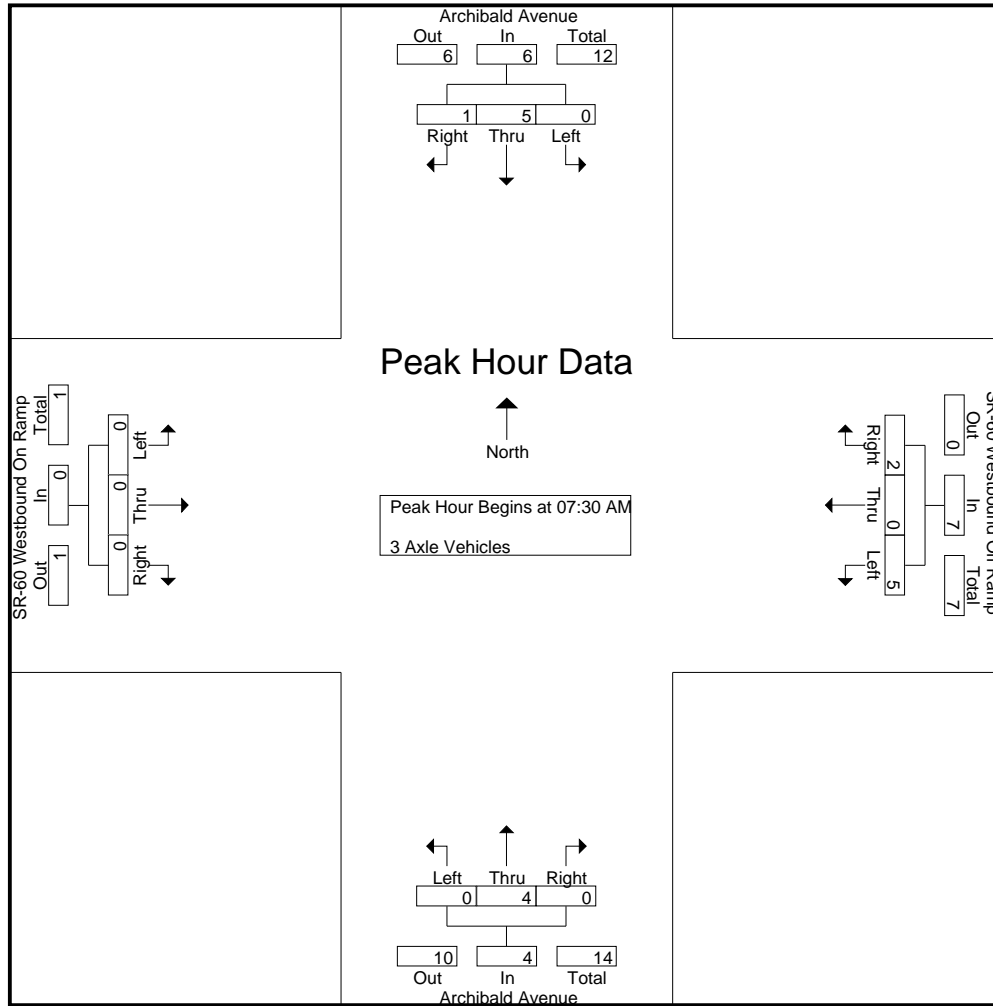 Archibald Avenue
Out In Total
6 6 12
1 5 0
Right Thru Left
Peak Hour Data
North
Peak Hour Begins at 07:30 AM
3 Axle Vehicles
SR-60 Westbound On Ramp
Total In Out
1 0 1
0 0 0
Left Thru Right
Right Thru Left
2 0 5
Out In Total
0 7 7
Westbound Ramp
Left Thru Right
0 4 0
10 4 14
Out In Total
Archibald Avenue